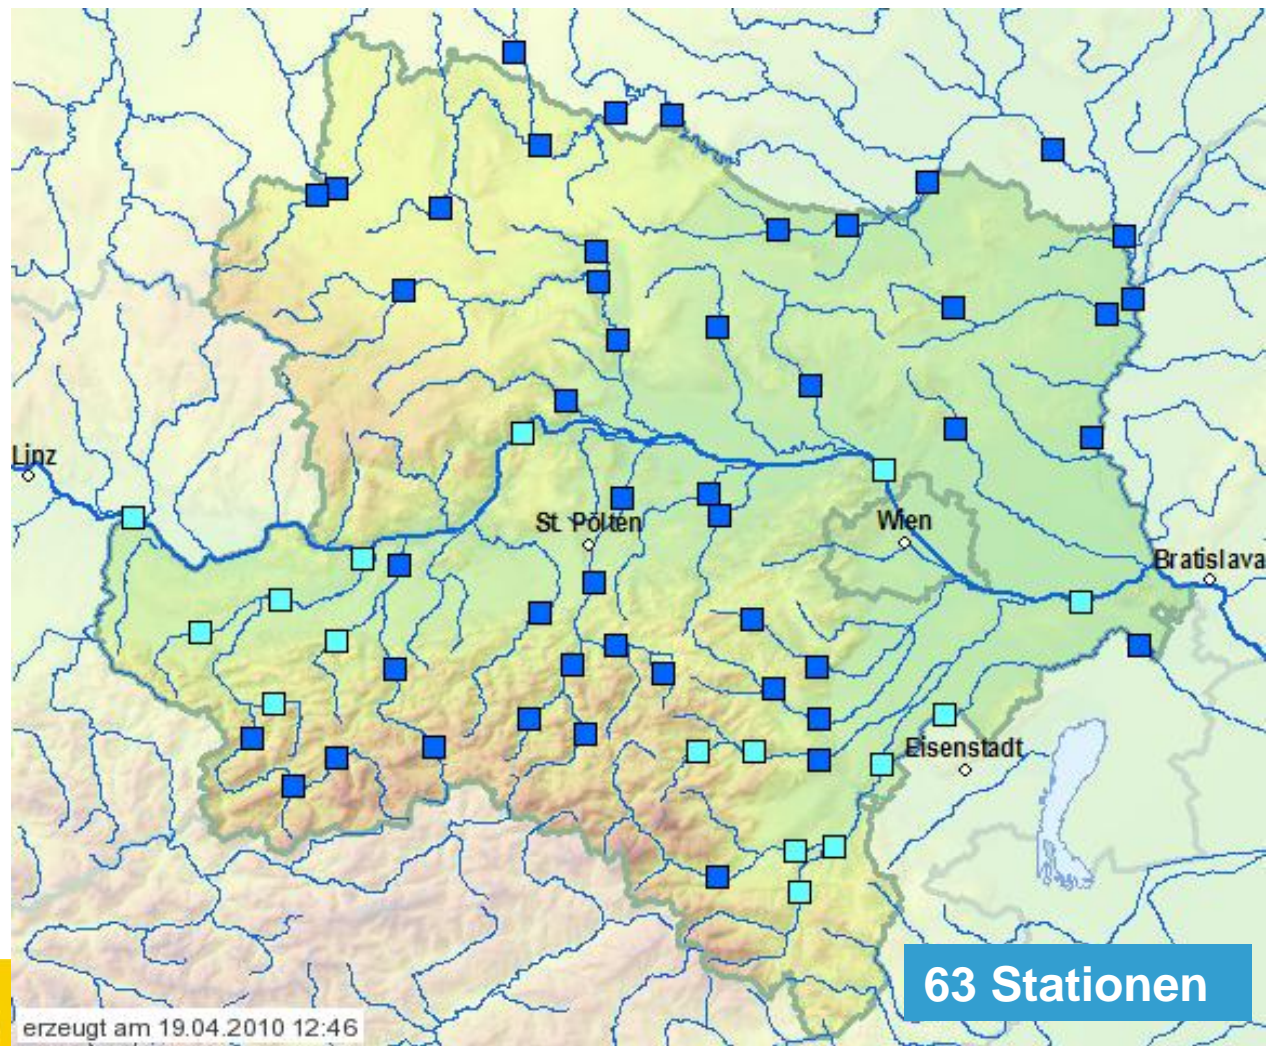 Linz
St. Pölten
Wien
Bratislava
Eisenstadt
63 Stationen
erzeugt am 19.04.2010 12:46